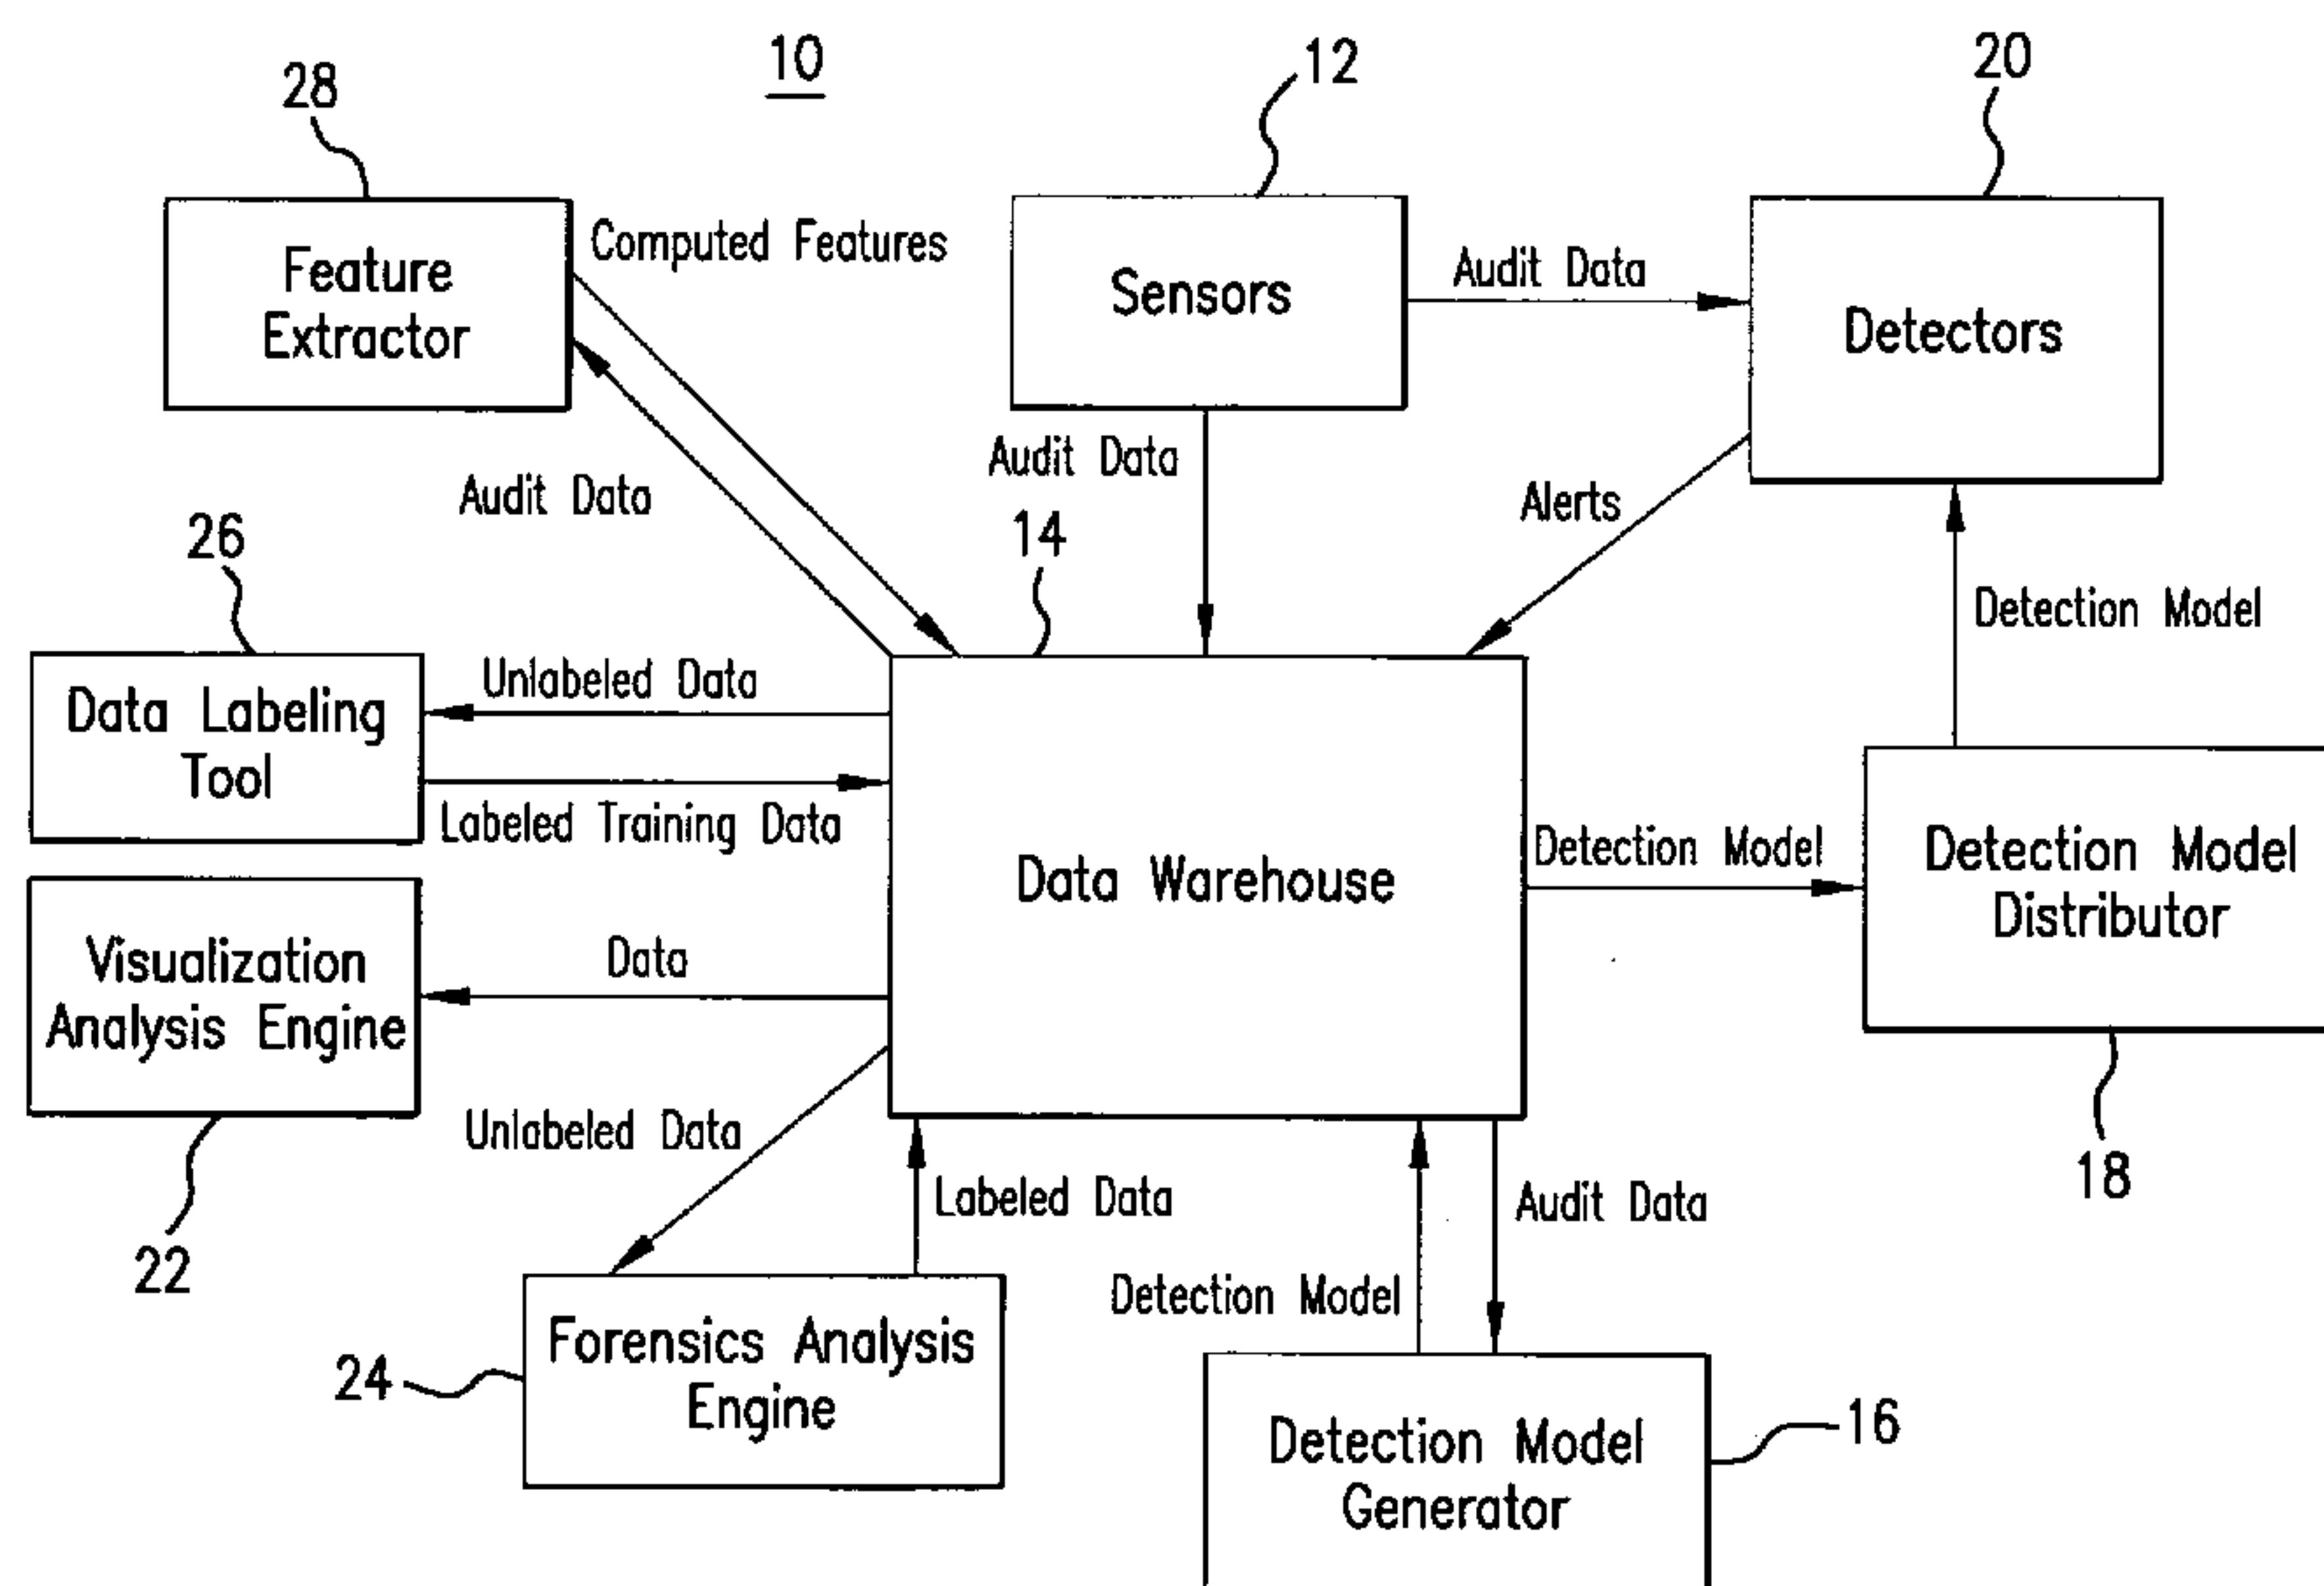 10
12
20
28
Computed Features
Feature
Extractor
Sensors
Audit Data
Detectors
Audit Data
Audit Data
Alerts
26
14
Detection Model
Data Labeling
Tool
Unlabeled Data
Labeled Training Data
Data Warehouse
Detection Model
Detection Model
Distributor
Visualization
Analysis Engine
Data
22
Unlabeled Data
Labeled Data
Detection Model
Audit Data
18
24
Forensics Analysis
Engine
Detection Model
Generator
16